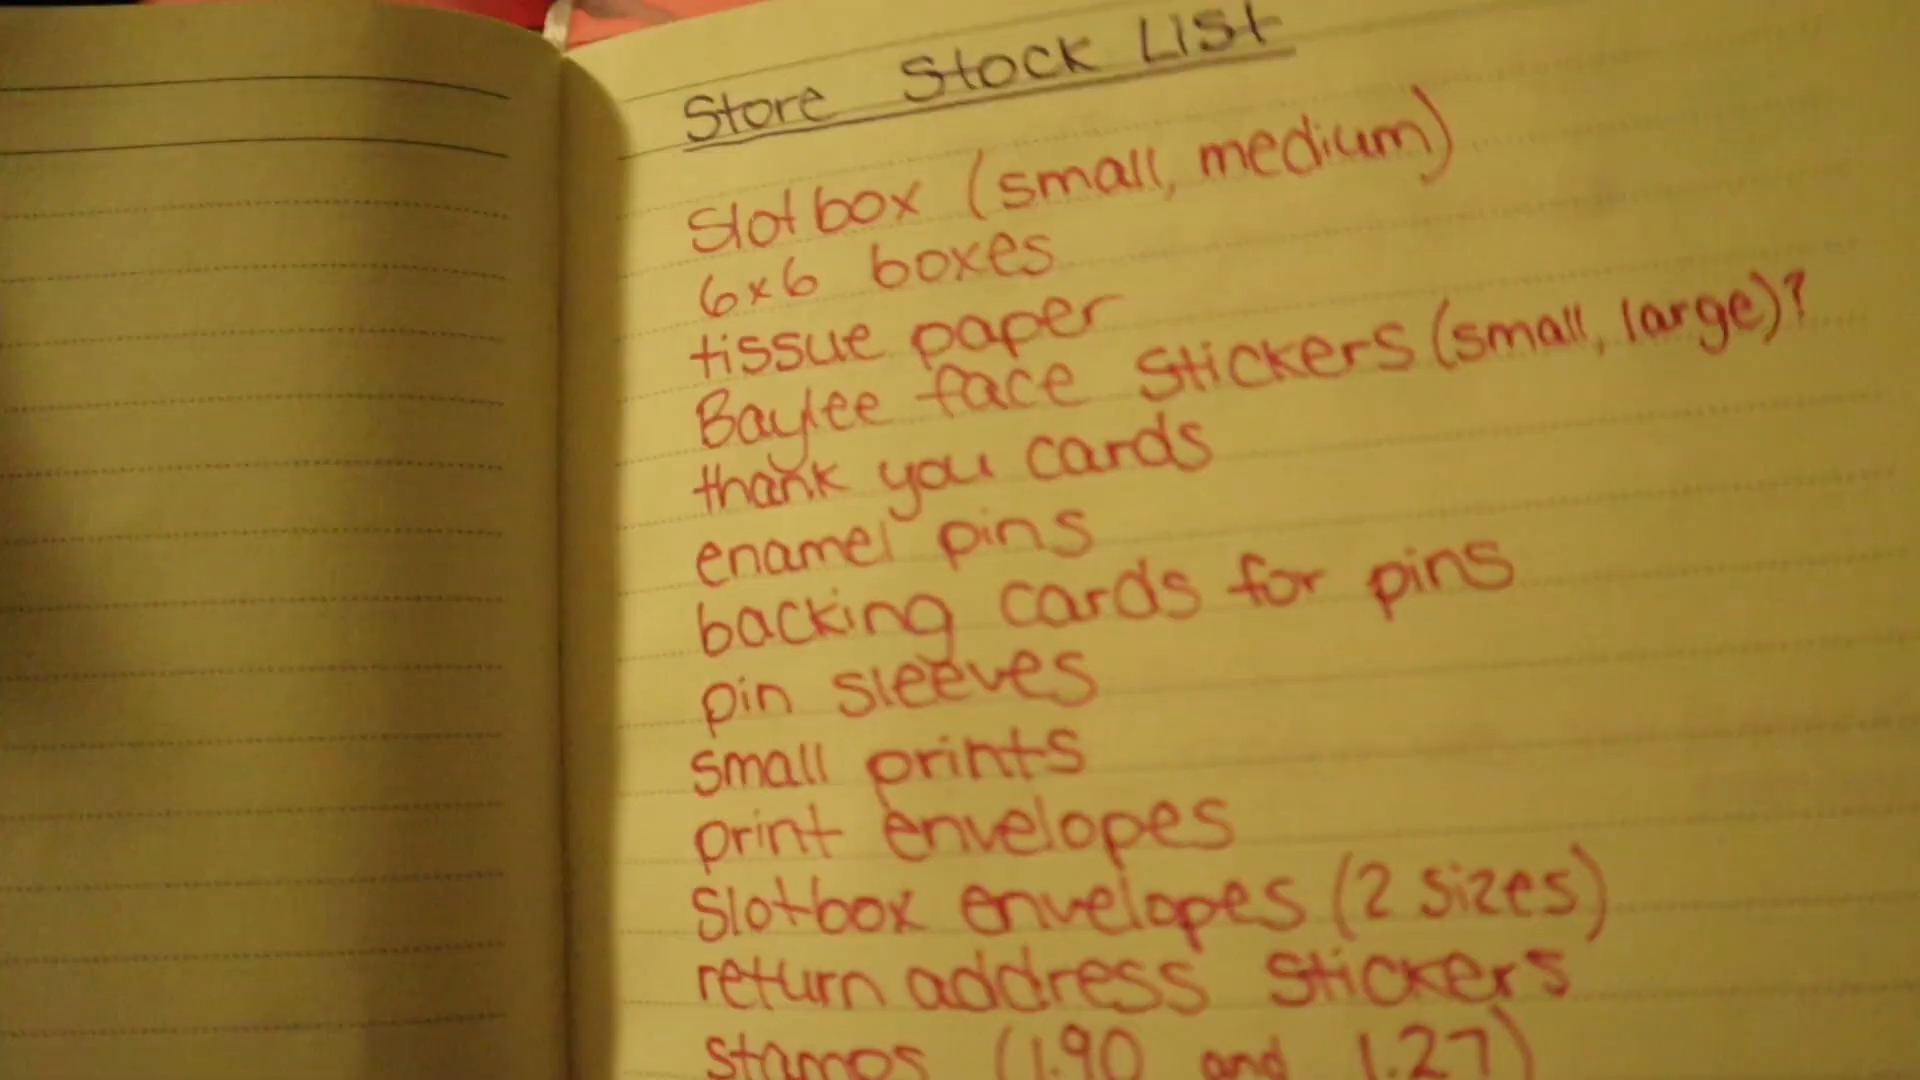 Store Stock List
Slotbox (small, medium)
6x6 boxes
tissue paper
Baylee face stickers (small, large)?
thank you cards
enamel pins
backing cards for pins
pin sleeves
small prints
print envelopes
Slotbox envelopes (2 sizes)
return address stickers
stamps (1.90 and 1.27)